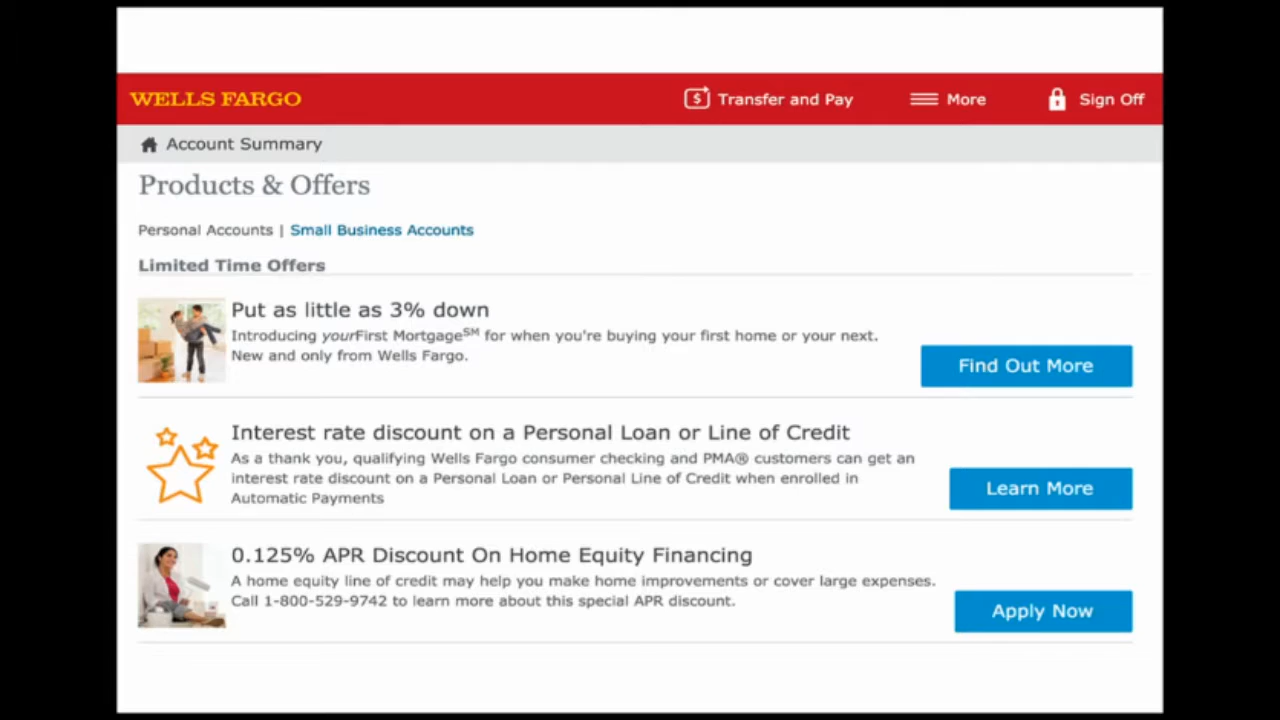 WELLS FARGO
Transfer and Pay
More
Sign Off
Account Summary
Products & Offers
Personal Accounts | Small Business Accounts
Limited Time Offers
Put as little as 3% down
Introducing yourFirst Mortgage℠ for when you're buying your first home or your next.
New and only from Wells Fargo.
Find Out More
Interest rate discount on a Personal Loan or Line of Credit
As a thank you, qualifying Wells Fargo consumer checking and PMA® customers can get an
interest rate discount on a Personal Loan or Personal Line of Credit when enrolled in
Automatic Payments
Learn More
0.125% APR Discount On Home Equity Financing
A home equity line of credit may help you make home improvements or cover large expenses.
Call 1-800-529-9742 to learn more about this special APR discount.
Apply Now